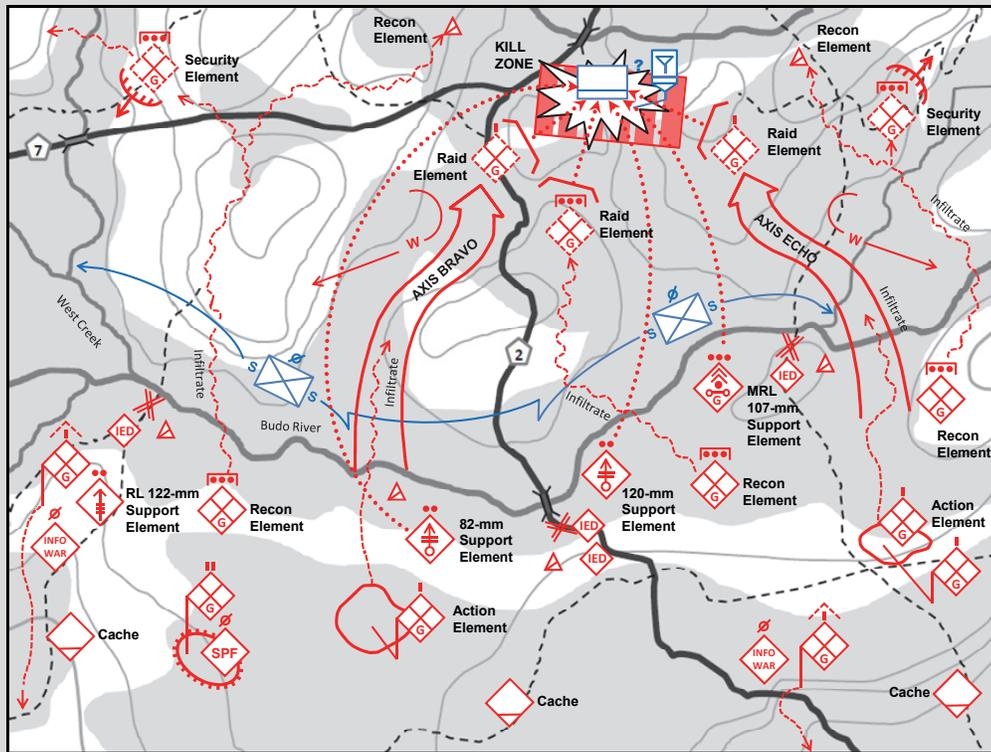 Recon
Element
KILL
ZONE
?
Recon
Element
G
Security
Element
G
Security
Element
7
Raid
Element
G
G
Raid
Element
G
Raid
Element
Infiltrate
W
AXIS BRAVO
AXIS ECHO
W
West Creek
S
S
S
S
Infiltrate
Infiltrate
2
Infiltrate
Infiltrate
Budo River
IED
IED
G
MRL
107-mm
Support
Element
G
Recon
Element
G
RL 122-mm
Support
Element
INFO
WAR
G
Recon
Element
82-mm
Support
Element
120-mm
Support
Element
G
Recon
Element
IED
IED
G
Action
Element
G
G
SPF
G
Action
Element
Cache
INFO
WAR
G
Cache
Cache